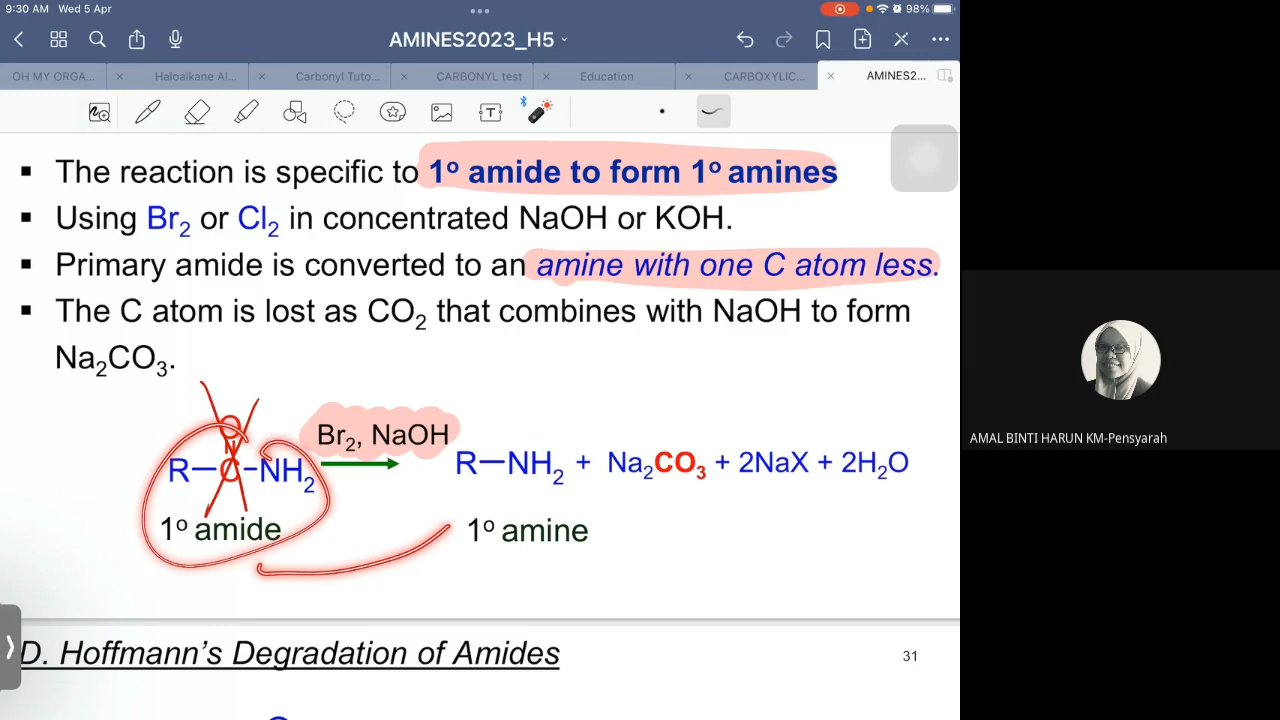 9:30 AM Wed 5 Apr
98%
AMINES2023_H5
OH MY ORGA...
Haloalkane Al...
Carbonyl Tuto...
CARBONYL test
Education
CARBOXYLIC...
AMINES2...
T
▪ The reaction is specific to 1º amide to form 1º amines
▪ Using Br₂ or Cl₂ in concentrated NaOH or KOH.
▪ Primary amide is converted to an amine with one C atom less.
▪ The C atom is lost as CO₂ that combines with NaOH to form
Na₂CO₃.
O
Br₂, NaOH
R—C-NH₂
R—NH₂ + Na₂CO₃ + 2NaX + 2H₂O
1º amide
1º amine
D. Hoffmann's Degradation of Amides
31
AMAL BINTI HARUN KM-Pensyarah